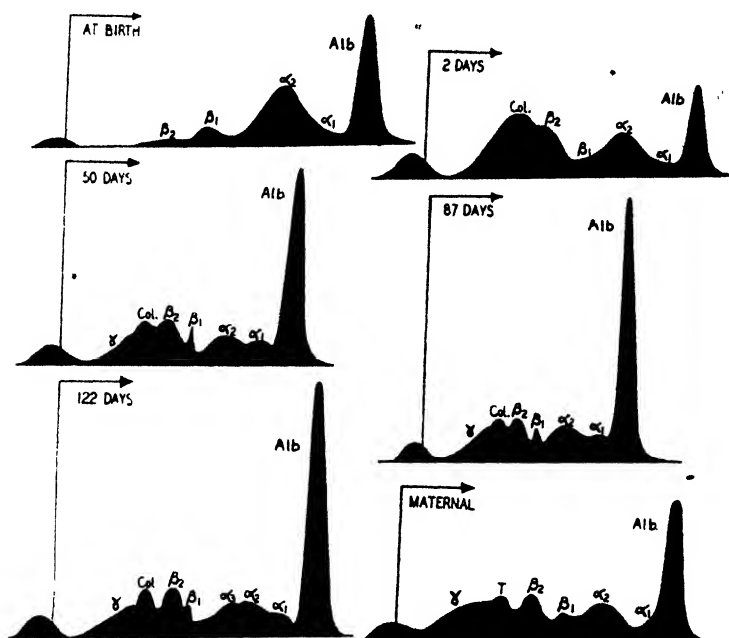 AT BIRTH
Alb
α₂
β₂ β₁ α₁
2 DAYS
Alb
Col. β₂
β₁ α₂ α₁
50 DAYS
Alb
γ Col. β₂ β₁ α₂ α₁
87 DAYS
Alb
γ Col. β₂ β₁ α₂ α₁
122 DAYS
Alb
γ Col β₂ β₁ α₃ α₂ α₁
MATERNAL
Alb.
γ T β₂ β₁ α₂ α₁